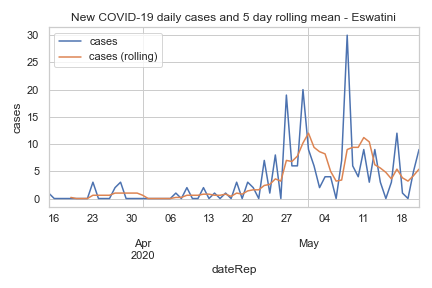 New COVID-19 daily cases and 5 day rolling mean - Eswatini
cases
cases (rolling)
cases
30
25
20
15
10
5
0
16 23 30 06 13 20 27 04 11 18
Apr May
2020
dateRep